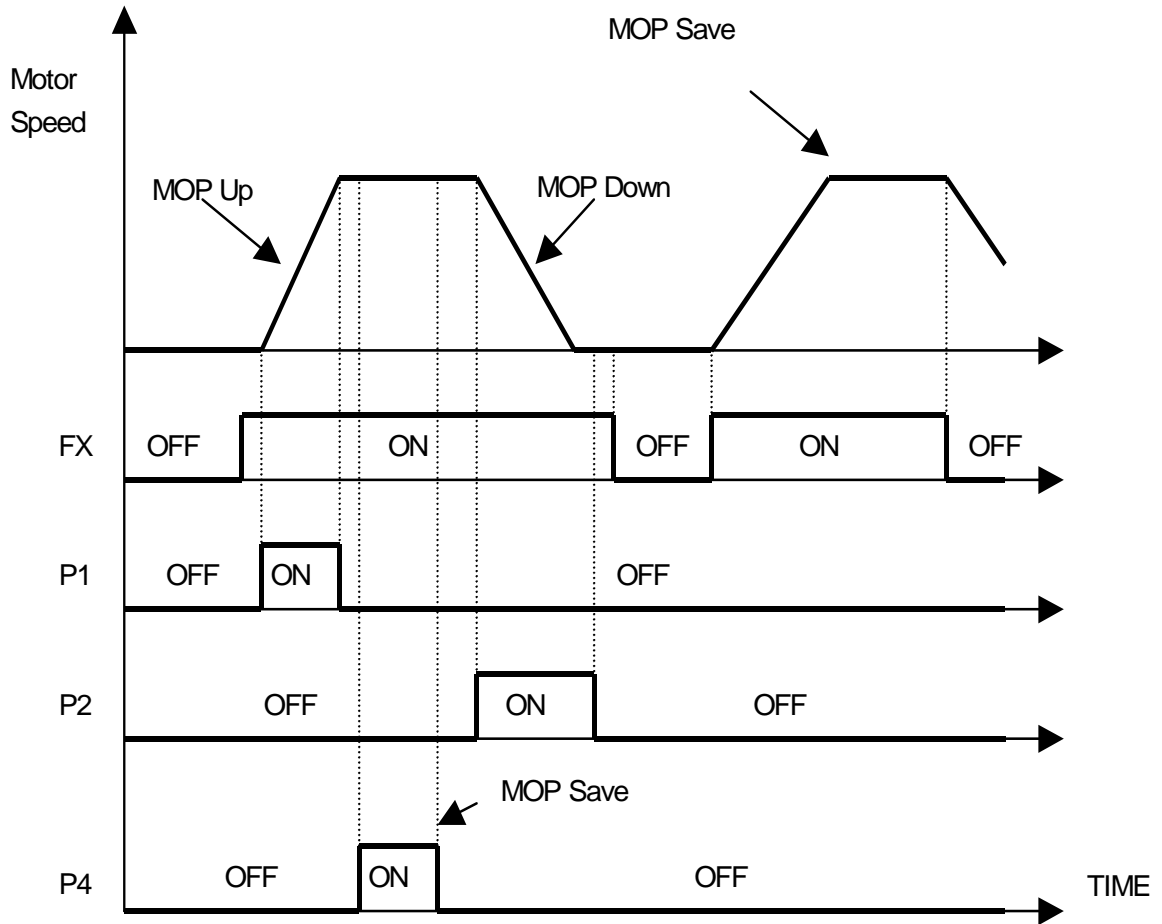 MOP Save
Motor
Speed
MOP Up
MOP Down
FX OFF ON OFF ON OFF
P1 OFF ON OFF
P2 OFF ON OFF
MOP Save
P4 OFF ON OFF
TIME